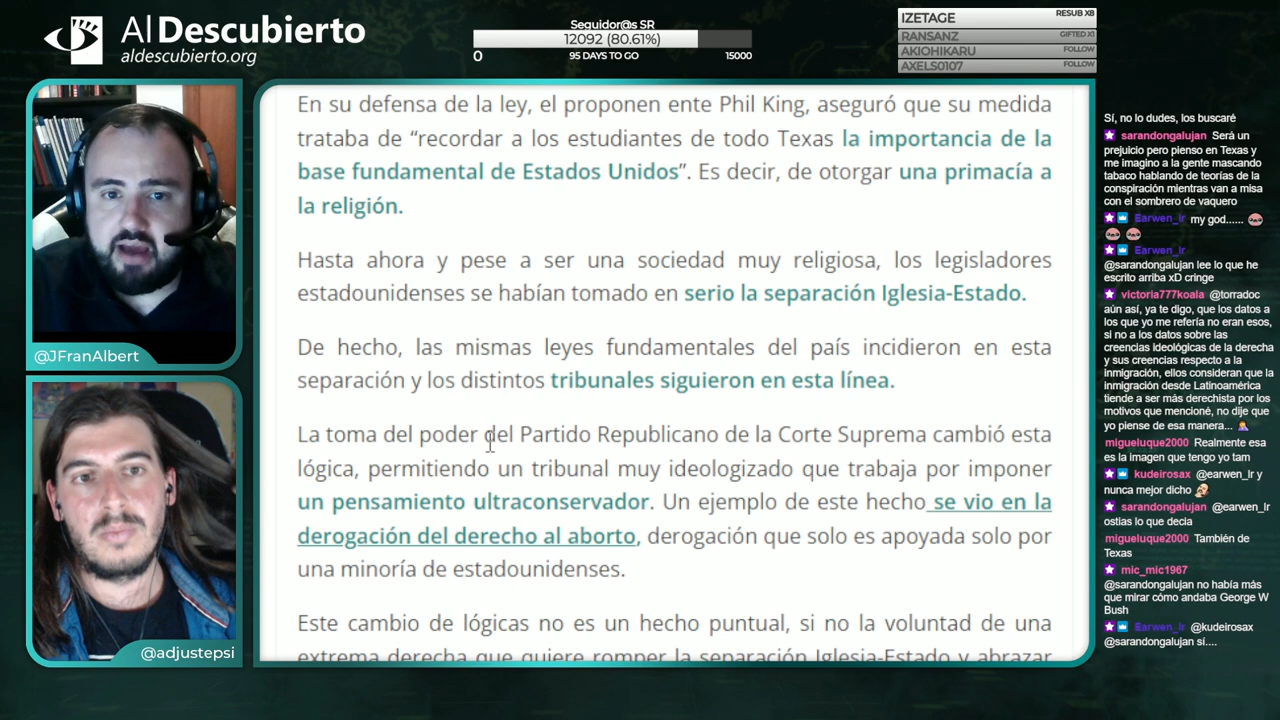 Al Descubierto
aldescubierto.org
Seguidor@s SR
12092 (80.61%)
0
95 DAYS TO GO
15000
IZETAGE
RESUB X8
RANSANZ
GIFTED X1
AKIOHIKARU
FOLLOW
AXELS0107
FOLLOW
@JFranAlbert
@adjustepsi
En su defensa de la ley, el proponen ente Phil King, aseguró que su medida
trataba de “recordar a los estudiantes de todo Texas la importancia de la
base fundamental de Estados Unidos”. Es decir, de otorgar una primacía a
la religión.
Hasta ahora y pese a ser una sociedad muy religiosa, los legisladores
estadounidenses se habían tomado en serio la separación Iglesia-Estado.
De hecho, las mismas leyes fundamentales del país incidieron en esta
separación y los distintos tribunales siguieron en esta línea.
La toma del poder del Partido Republicano de la Corte Suprema cambió esta
lógica, permitiendo un tribunal muy ideologizado que trabaja por imponer
un pensamiento ultraconservador. Un ejemplo de este hecho se vio en la
derogación del derecho al aborto, derogación que solo es apoyada solo por
una minoría de estadounidenses.
Este cambio de lógicas no es un hecho puntual, si no la voluntad de una
extrema derecha que quiere romper la separación Iglesia-Estado y abrazar
Sí, no lo dudes, los buscaré
sarandongalujan Será un
prejuicio pero pienso en Texas y
me imagino a la gente mascando
tabaco hablando de teorías de la
conspiración mientras van a misa
con el sombrero de vaquero
Earwen_lr my god......
Earwen_lr
@sarandongalujan lee lo que he
escrito arriba xD cringe
victoria777koala @torradoc
aún así, ya te digo, que los datos a
los que yo me refería no eran esos,
si no a los datos sobre las
creencias ideológicas de la derecha
y sus creencias respecto a la
inmigración, ellos consideran que la
inmigración desde Latinoamérica
tiende a ser más derechista por los
motivos que mencioné, no dije que
yo piense de esa manera...
migueluque2000 Realmente esa
es la imagen que tengo yo tam
kudeirosax @earwen_lr y
nunca mejor dicho
sarandongalujan @earwen_lr
ostias lo que decia
migueluque2000 También de
Texas
mic_mic1967
@sarandongalujan no había más
que mirar cómo andaba George W
Bush
Earwen_lr @kudeirosax
@sarandongalujan sí....